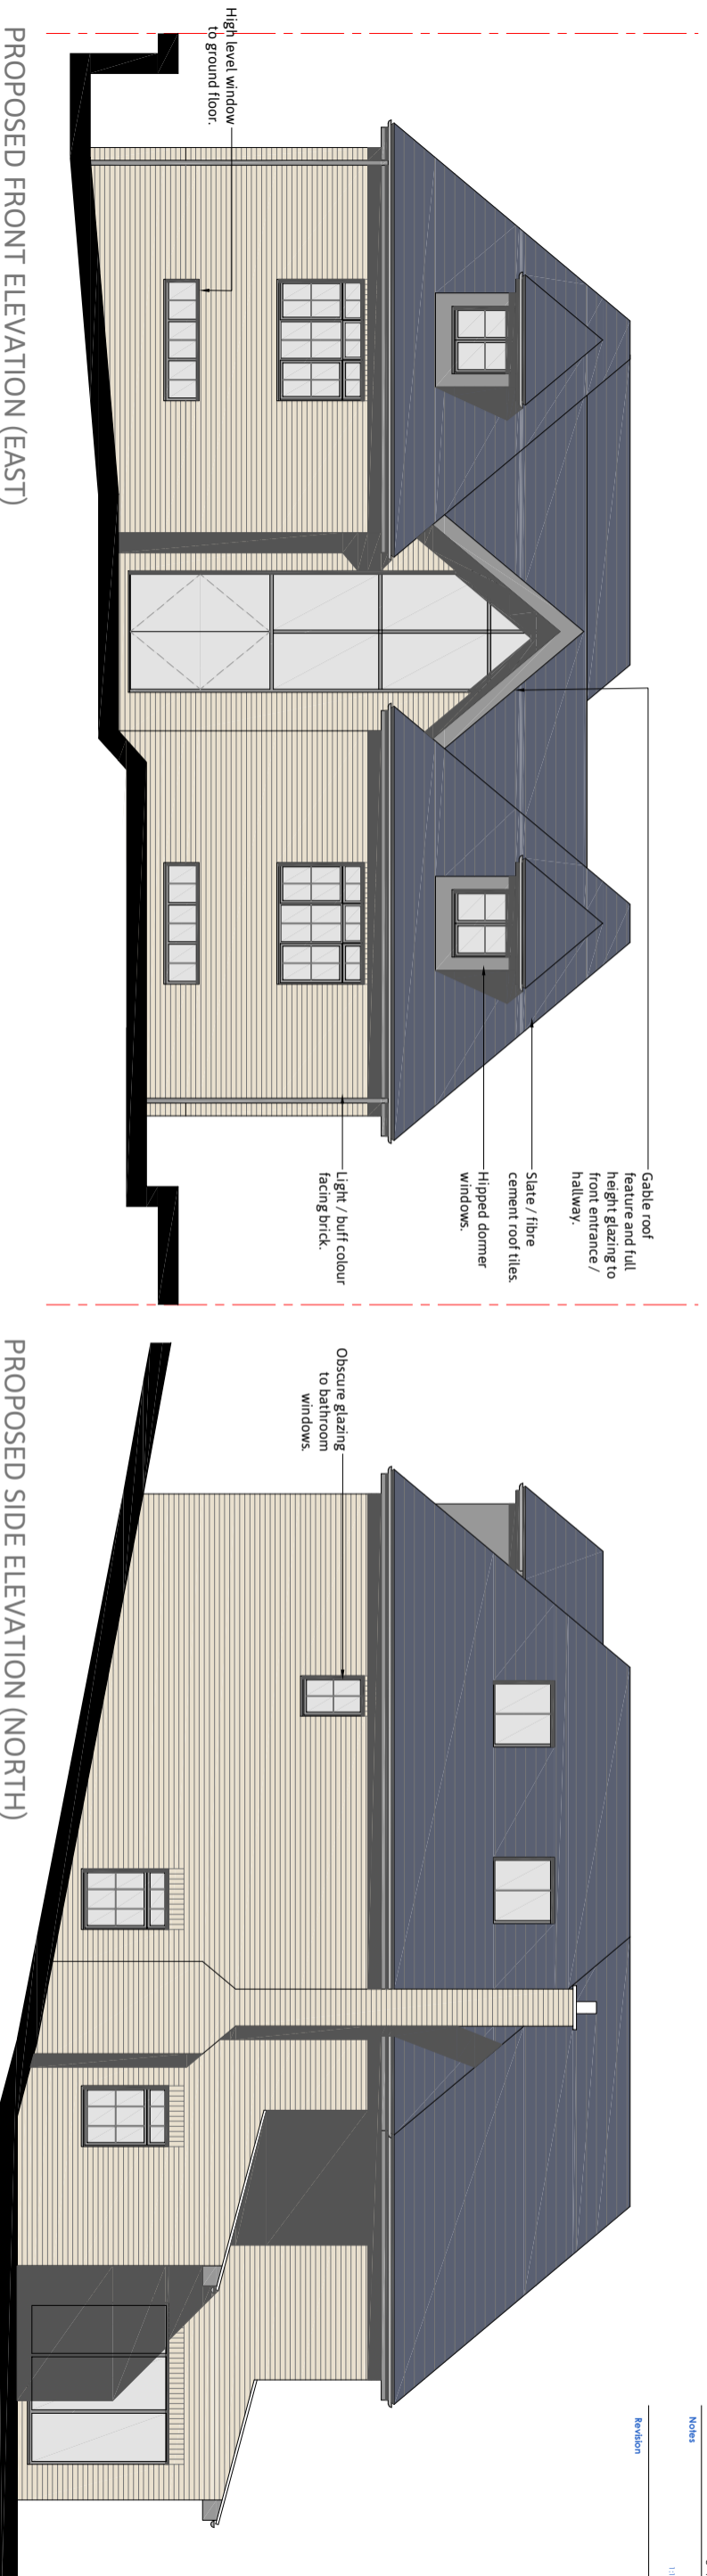 High level window
to ground floor.
Gable roof
feature and full
height glazing to
front entrance /
hallway.
Slate / fibre
cement roof tiles.
Hipped dormer
windows.
Light / buff colour
facing brick.
PROPOSED FRONT ELEVATION (EAST)
Obscure glazing
to bathroom
windows.
PROPOSED SIDE ELEVATION (NORTH)
Notes
Revision